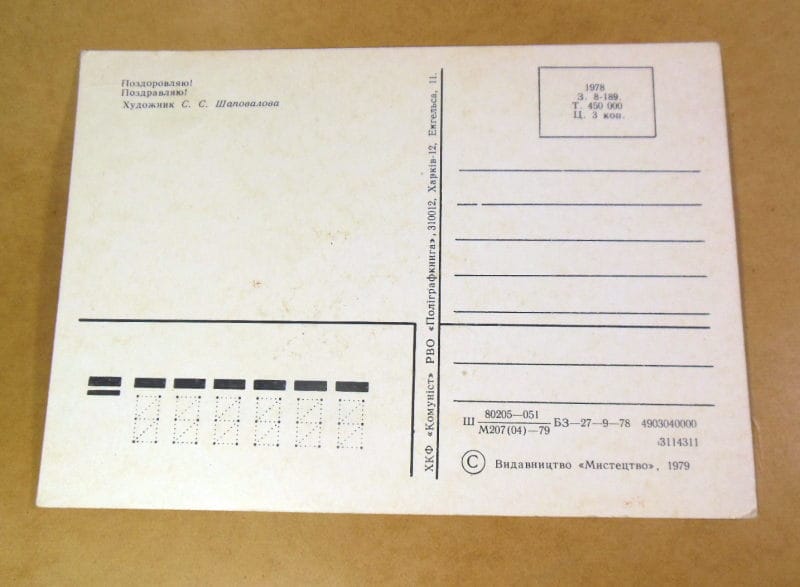 Поздоровляю!
Поздравляю!
Художник С. С. Шаповалова
ХКФ «Комуніст» РВО «Поліграфкнига», 310012, Харків-12, Енгельса, 11.
1978
З. 8-189.
Т. 450 000
Ц. 3 коп.
Ш 80205—051 БЗ—27—9—78 4903040000
М207(04)—79
3114311
© Видавництво «Мистецтво», 1979